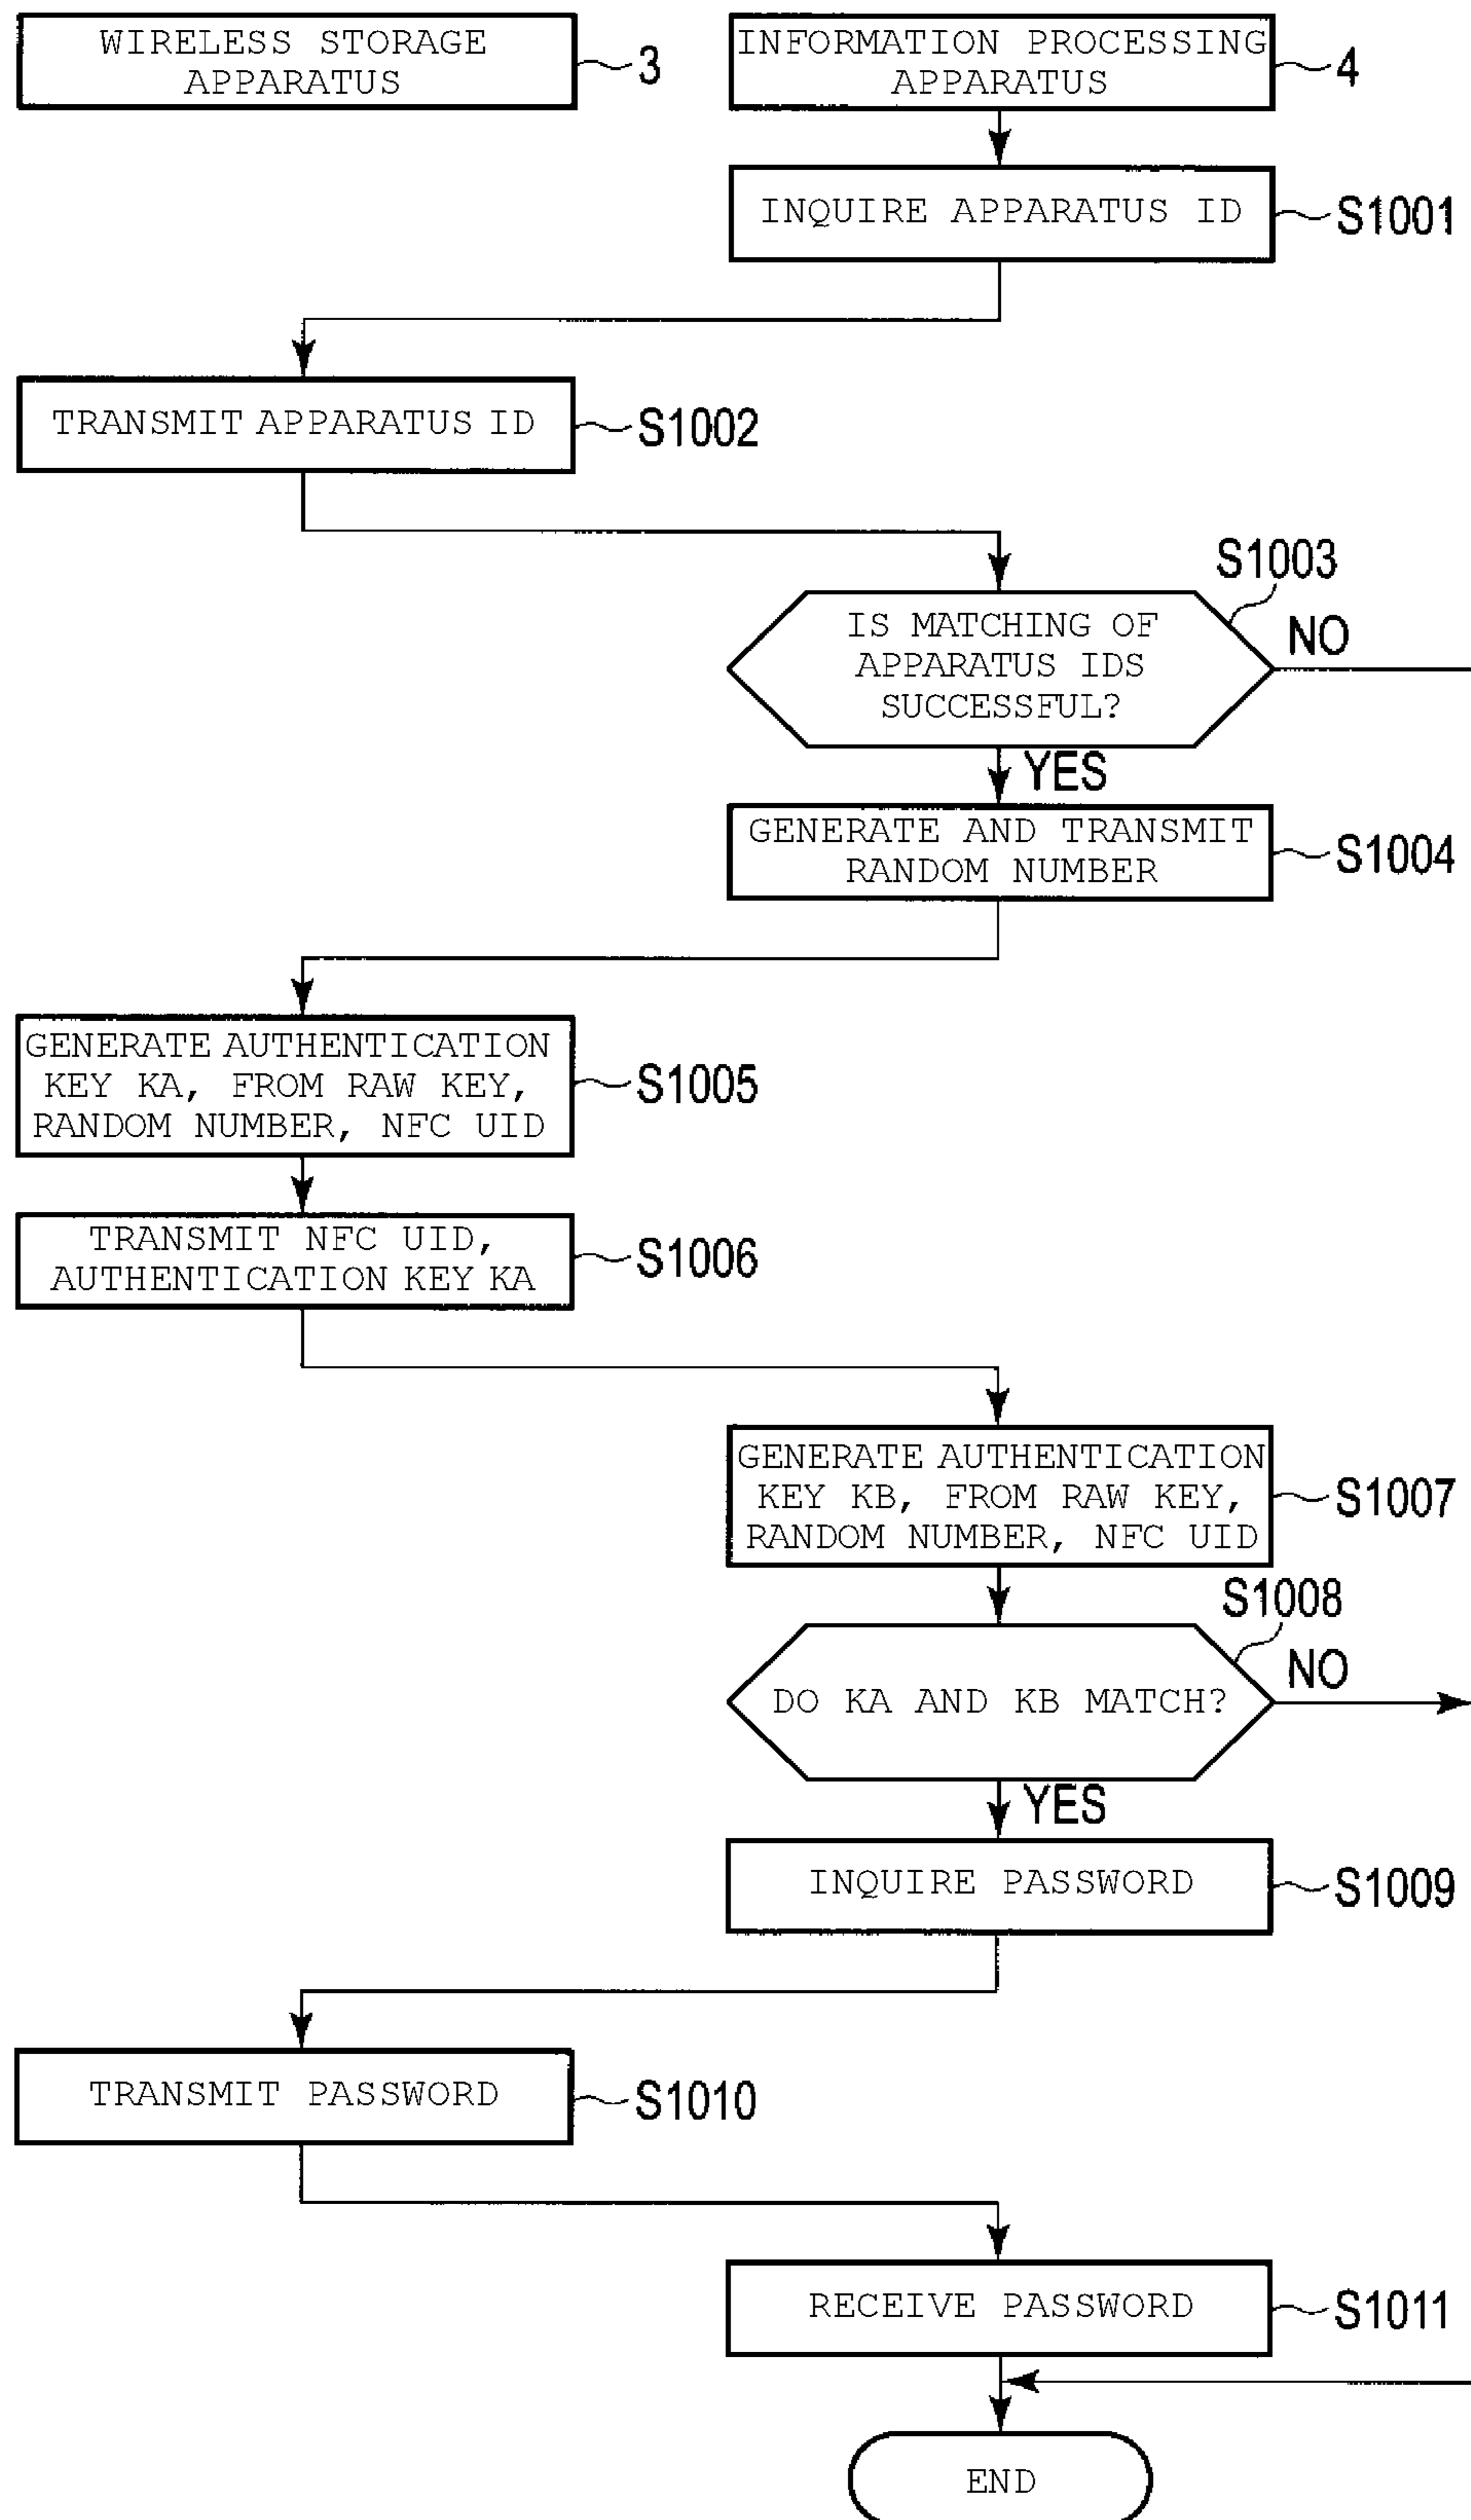 WIRELESS STORAGE
APPARATUS
3
INFORMATION PROCESSING
APPARATUS
4
INQUIRE APPARATUS ID
S1001
TRANSMIT APPARATUS ID
S1002
S1003
IS MATCHING OF
APPARATUS IDS
SUCCESSFUL?
NO
YES
GENERATE AND TRANSMIT
RANDOM NUMBER
S1004
GENERATE AUTHENTICATION
KEY KA, FROM RAW KEY,
RANDOM NUMBER, NFC UID
S1005
TRANSMIT NFC UID,
AUTHENTICATION KEY KA
S1006
GENERATE AUTHENTICATION
KEY KB, FROM RAW KEY,
RANDOM NUMBER, NFC UID
S1007
S1008
DO KA AND KB MATCH?
NO
YES
INQUIRE PASSWORD
S1009
TRANSMIT PASSWORD
S1010
RECEIVE PASSWORD
S1011
END